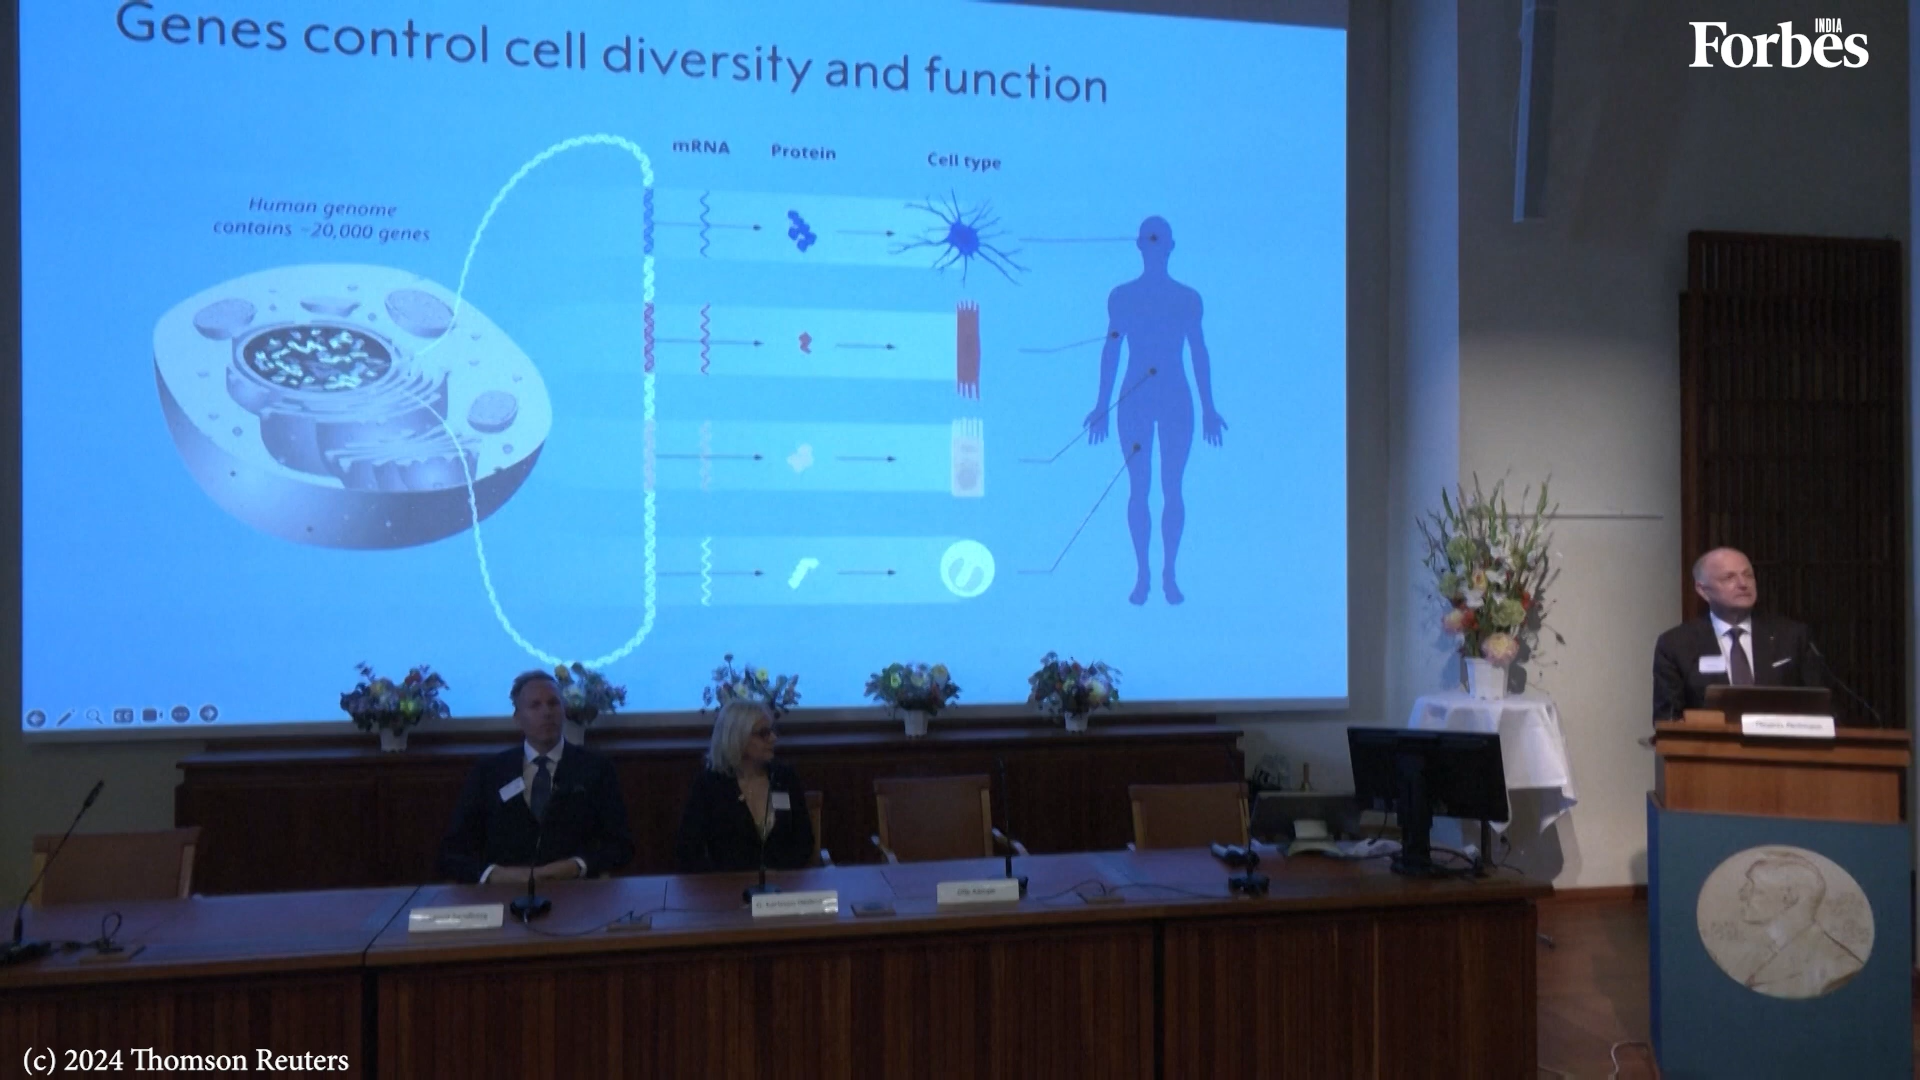 Genes control cell diversity and function
Forbes
INDIA
mRNA
Protein
Cell type
Human genome
contains ~20,000 genes
CC
(c) 2024 Thomson Reuters